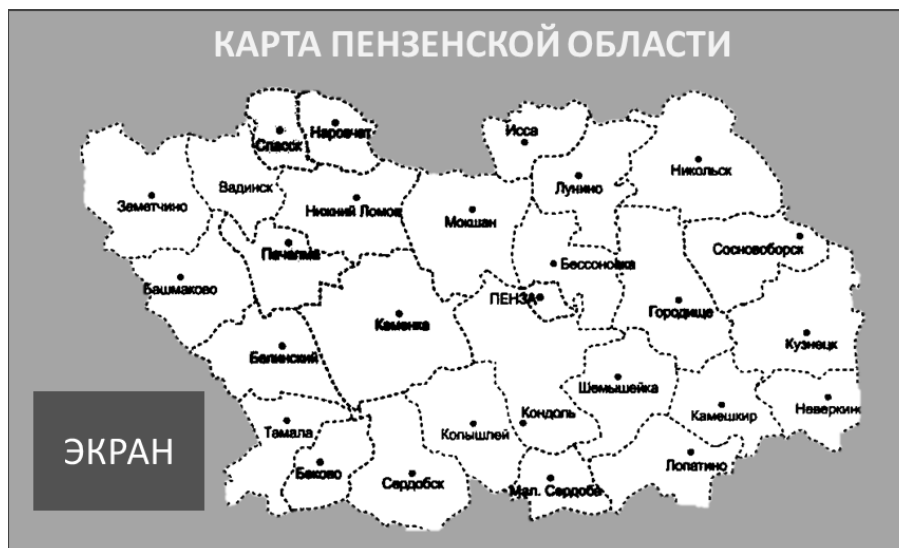 КАРТА ПЕНЗЕНСКОЙ ОБЛАСТИ
Исса
Спасск
Наровчат
Никольск
Вадинск
Лунино
Земетчино
Нижний Ломов
Мокшан
Сосновоборск
Пачелма
Бессоновка
Башмаково
ПЕНЗА
Городище
Каменка
Кузнецк
Белинский
Шемышейка
Неверкино
Камешкир
Кондоль
Тамала
Колышлей
ЭКРАН
Лопатино
Беково
Сердобск
Мал. Сердоба